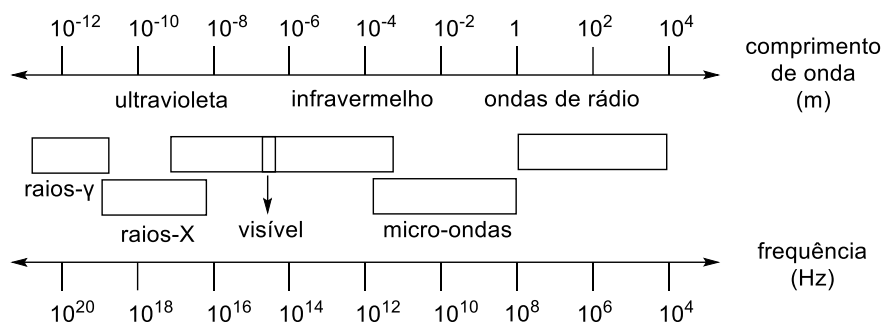 10⁻¹² 10⁻¹⁰ 10⁻⁸ 10⁻⁶ 10⁻⁴ 10⁻² 1 10² 10⁴
comprimento
de onda
(m)
ultravioleta infravermelho ondas de rádio
raios-γ
raios-X visível micro-ondas
frequência
(Hz)
10²⁰ 10¹⁸ 10¹⁶ 10¹⁴ 10¹² 10¹⁰ 10⁸ 10⁶ 10⁴